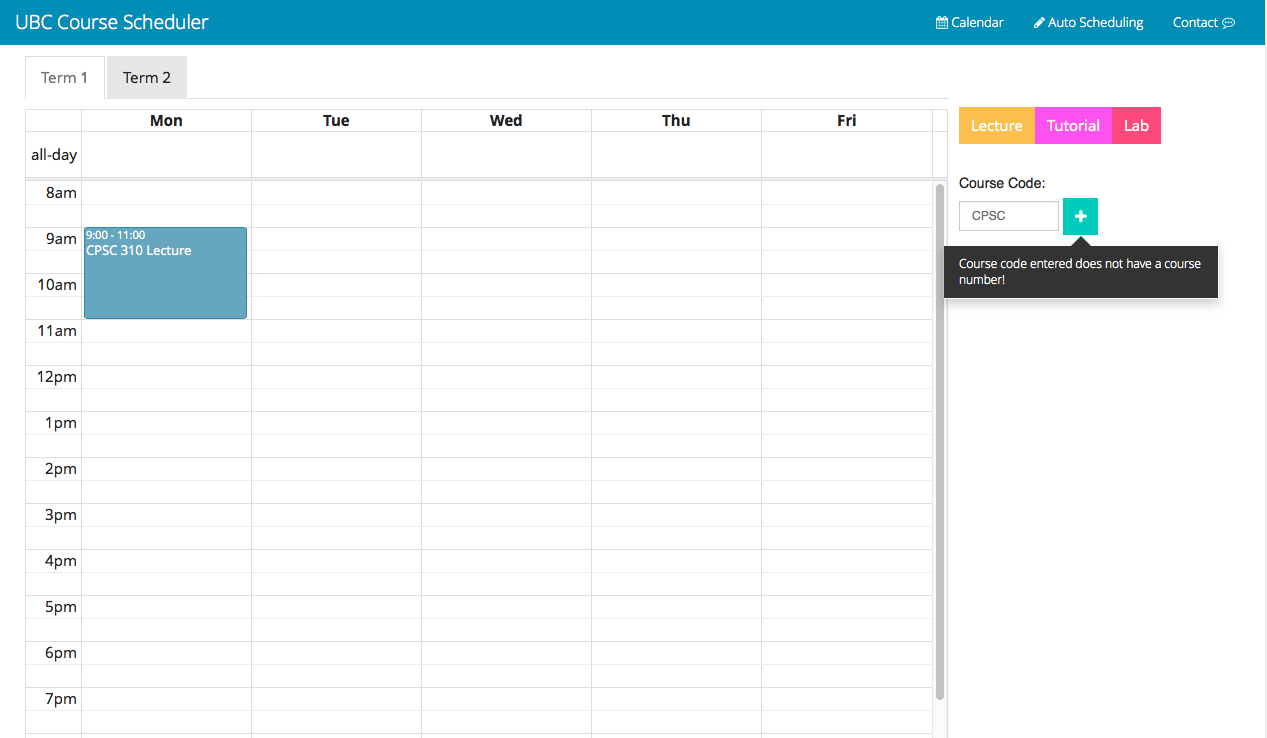 UBC Course Scheduler
Calendar
Auto Scheduling
Contact
Term 1
Term 2
Mon
Tue
Wed
Thu
Fri
all-day
8am
9am
10am
11am
12pm
1pm
2pm
3pm
4pm
5pm
6pm
7pm
9:00 - 11:00
CPSC 310 Lecture
Lecture
Tutorial
Lab
Course Code:
CPSC
+
Course code entered does not have a course
number!